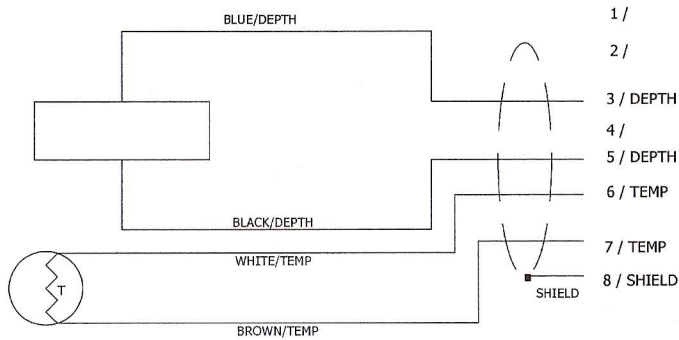 BLUE/DEPTH
1 /
2 /
3 / DEPTH
4 /
5 / DEPTH
6 / TEMP
BLACK/DEPTH
WHITE/TEMP
7 / TEMP
T
8 / SHIELD
SHIELD
BROWN/TEMP